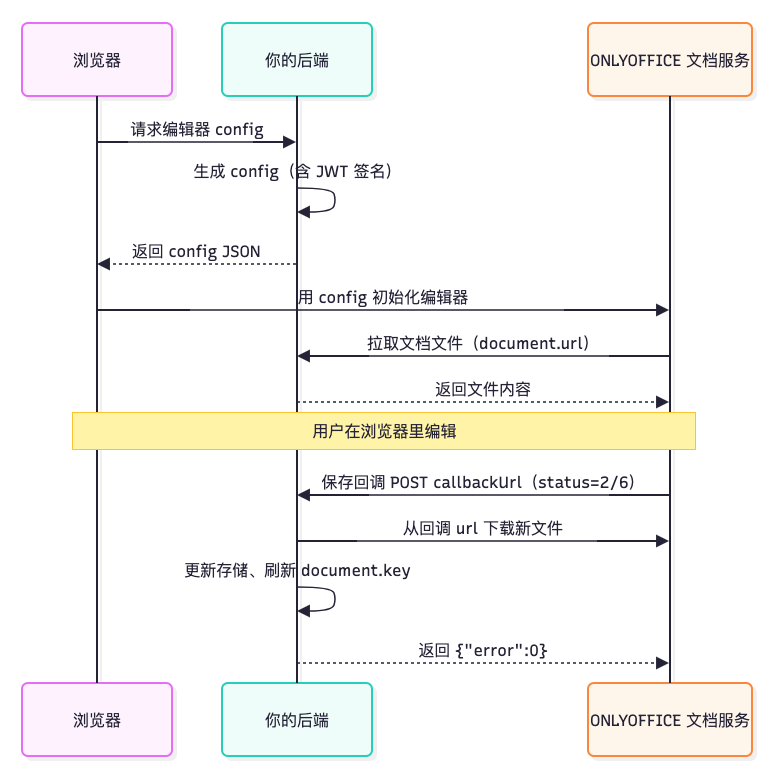 浏览器
你的后端
ONLYOFFICE 文档服务
请求编辑器 config
生成 config（含 JWT 签名）
返回 config JSON
用 config 初始化编辑器
拉取文档文件（document.url）
返回文件内容
用户在浏览器里编辑
保存回调 POST callbackUrl（status=2/6）
从回调 url 下载新文件
更新存储、刷新 document.key
返回 {"error":0}
浏览器
你的后端
ONLYOFFICE 文档服务